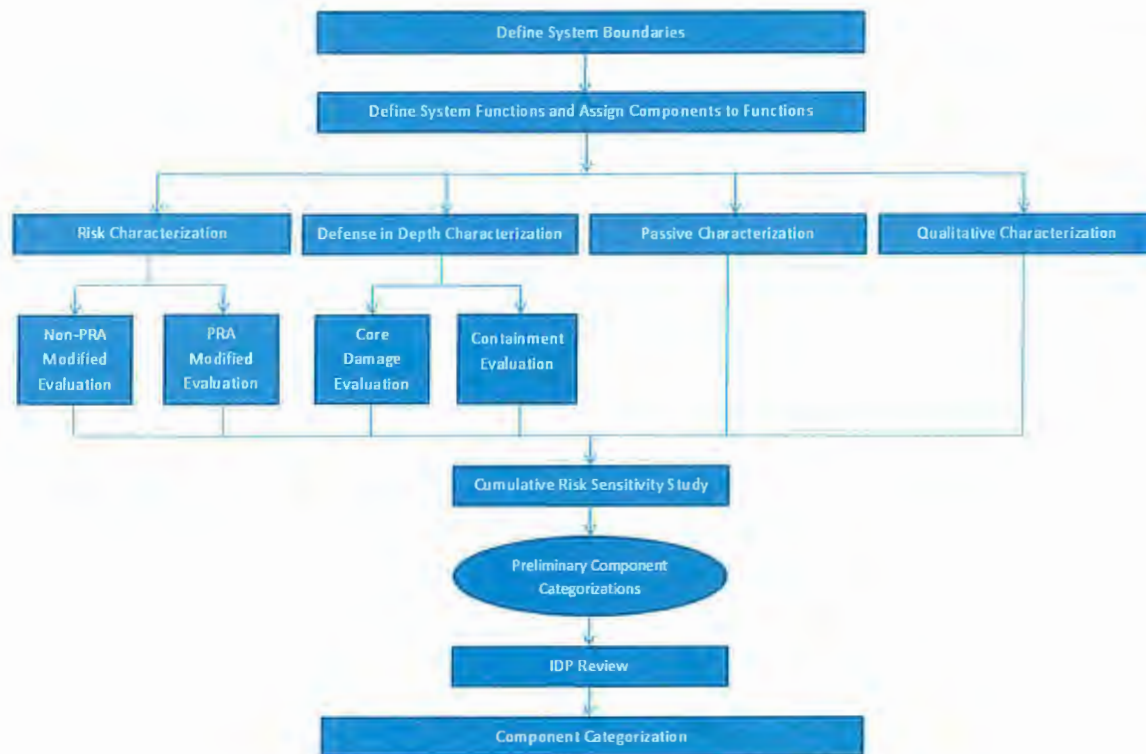 Define System Boundaries
Define System Functions and Assign Components to Functions
Risk Characterization
Defense in Depth Characterization
Passive Characterization
Qualitative Characterization
Non-PRA
Modified
Evaluation
PRA
Modified
Evaluation
Core
Damage
Evaluation
Containment
Evaluation
Cumulative Risk Sensitivity Study
Preliminary Component
Categorizations
IDP Review
Component Categorization